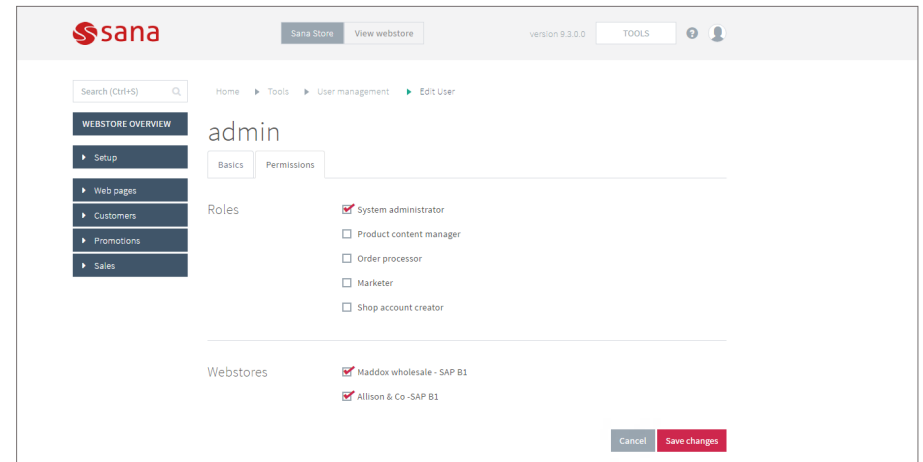 sana
Sana Store View webstore
version 9.3.0.0
TOOLS
?
Search (Ctrl+S)
Home Tools User management Edit User
WEBSTORE OVERVIEW
Setup
Web pages
Customers
Promotions
Sales
admin
Basics Permissions
Roles
System administrator
Product content manager
Order processor
Marketer
Shop account creator
Webstores
Maddox wholesale - SAP B1
Allison & Co -SAP B1
Cancel Save changes